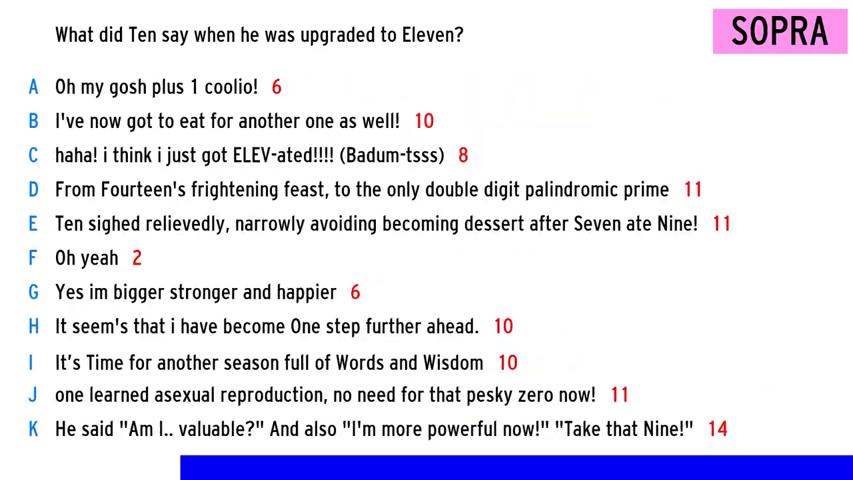 What did Ten say when he was upgraded to Eleven?
SOPRA
A Oh my gosh plus 1 coolio! 6
B I've now got to eat for another one as well! 10
C haha! i think i just got ELEV-ated!!!! (Badum-tsss) 8
D From Fourteen's frightening feast, to the only double digit palindromic prime 11
E Ten sighed relievedly, narrowly avoiding becoming dessert after Seven ate Nine! 11
F Oh yeah 2
G Yes im bigger stronger and happier 6
H It seem's that i have become One step further ahead. 10
I It’s Time for another season full of Words and Wisdom 10
J one learned asexual reproduction, no need for that pesky zero now! 11
K He said "Am I.. valuable?" And also "I'm more powerful now!" "Take that Nine!" 14